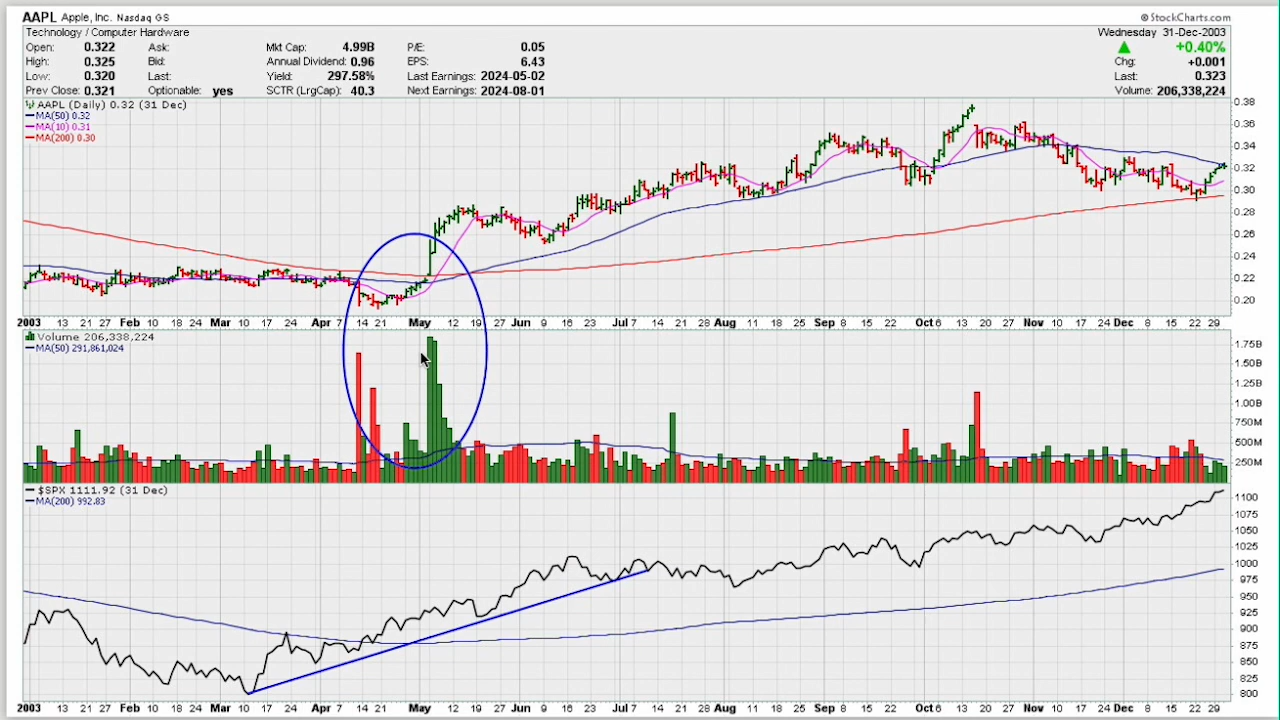 AAPL Apple, Inc. Nasdaq GS
© StockCharts.com
Technology / Computer Hardware
Wednesday 31-Dec-2003
Open: 0.322 Ask: Mkt Cap: 4.99B P/E: 0.05
+0.40%
High: 0.325 Bid: Annual Dividend: 0.96 EPS: 6.43
Chg: +0.001
Low: 0.320 Last: Yield: 297.58% Last Earnings: 2024-05-02
Last: 0.323
Prev Close: 0.321 Optionable: yes SCTR (LrgCap): 40.3 Next Earnings: 2024-08-01
Volume: 206,338,224
AAPL (Daily) 0.32 (31 Dec)
MA(50) 0.32
MA(10) 0.31
MA(200) 0.30
0.38
0.36
0.34
0.32
0.30
0.28
0.26
0.24
0.22
0.20
2003 13 21 27 Feb 10 18 24 Mar 10 17 24 Apr 7 14 21 May 12 19 Jun 9 16 23 Jul 7 14 21 28 Aug 11 18 25 Sep 8 15 22 Oct 6 13 20 27 Nov 10 17 24 Dec 8 15 22 29
Volume 206,338,224
MA(50) 291,861,024
1.75B
1.50B
1.25B
1.00B
750M
500M
250M
$SPX 1111.92 (31 Dec)
MA(200) 992.83
1100
1075
1050
1025
1000
975
950
925
900
875
850
825
800
2003 13 21 27 Feb 10 18 24 Mar 10 17 24 Apr 7 14 21 May 12 19 Jun 9 16 23 Jul 7 14 21 28 Aug 11 18 25 Sep 8 15 22 Oct 6 13 20 27 Nov 10 17 24 Dec 8 15 22 29